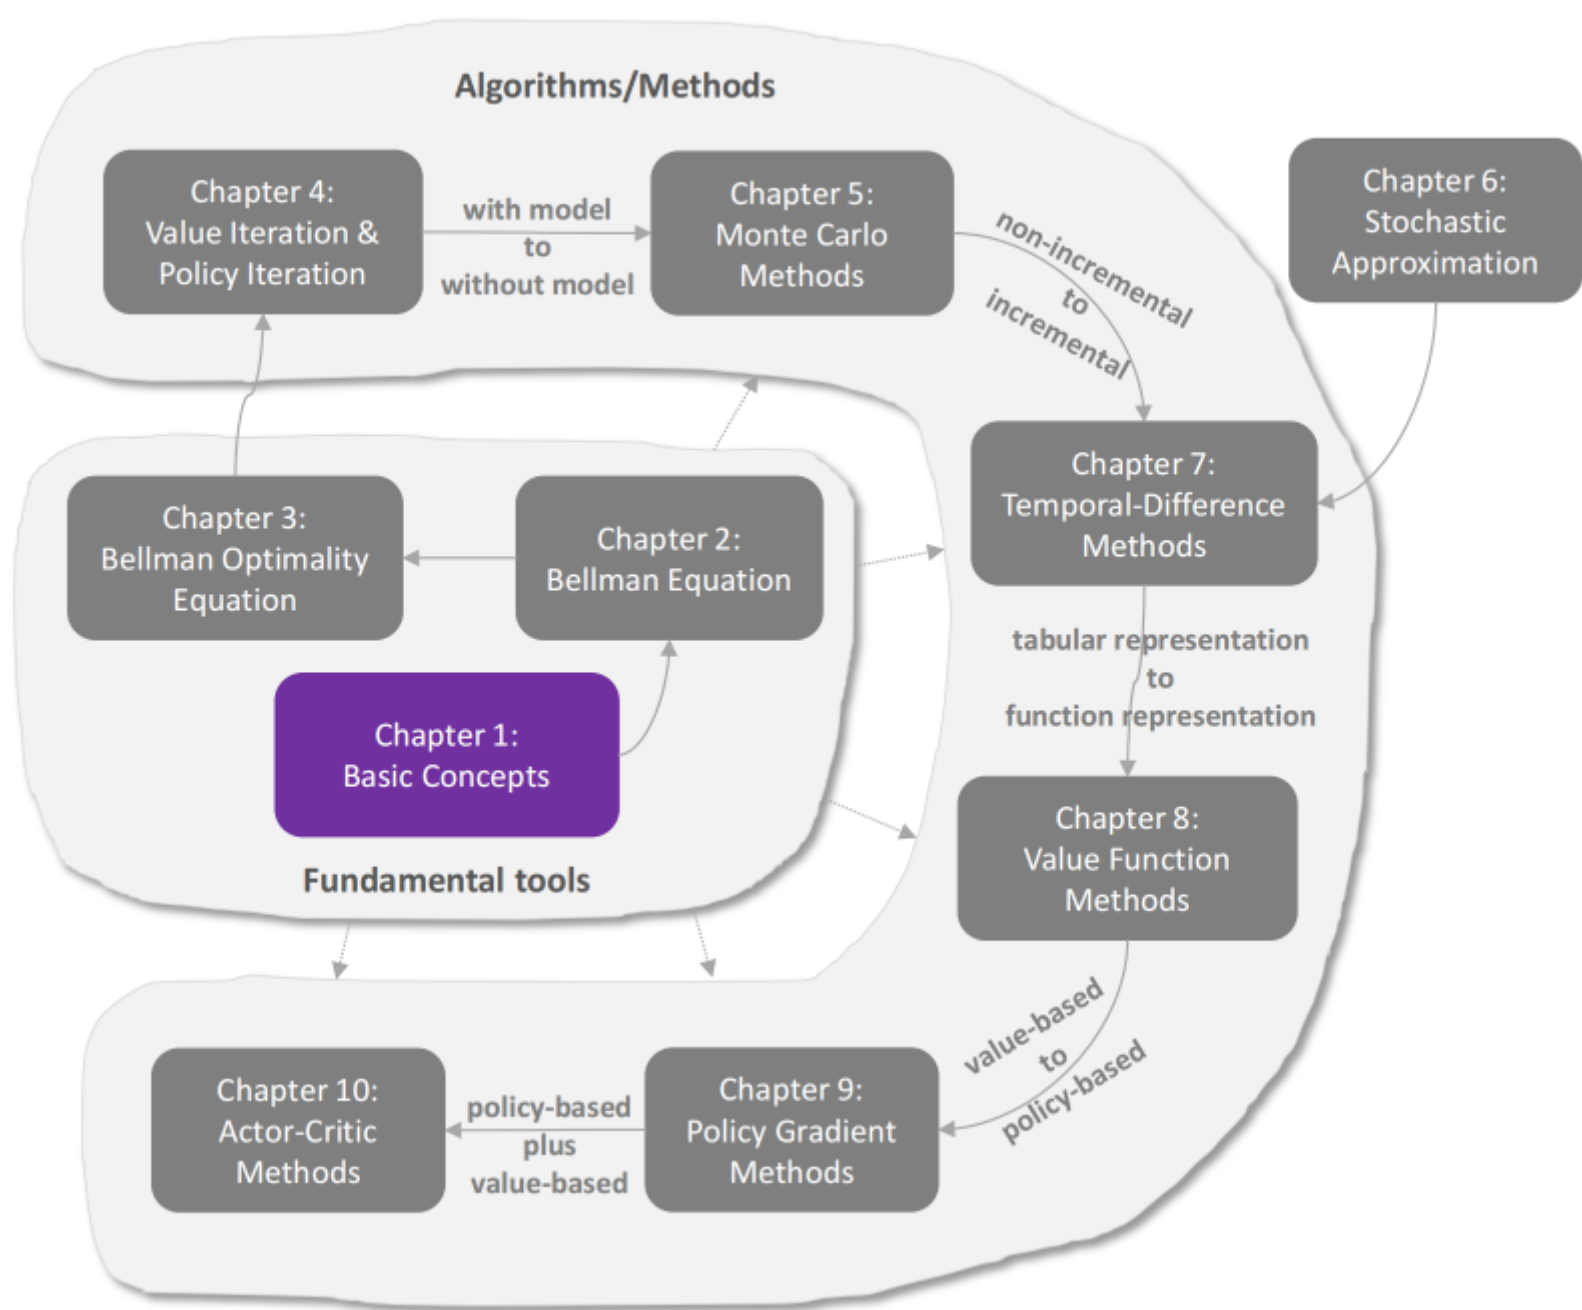 Algorithms/Methods
Chapter 4:
Value Iteration &
Policy Iteration
with model
to
without model
Chapter 5:
Monte Carlo
Methods
non-incremental
to
incremental
Chapter 6:
Stochastic
Approximation
Chapter 7:
Temporal-Difference
Methods
Chapter 3:
Bellman Optimality
Equation
Chapter 2:
Bellman Equation
Chapter 1:
Basic Concepts
Fundamental tools
tabular representation
to
function representation
Chapter 8:
Value Function
Methods
value-based
to
policy-based
Chapter 9:
Policy Gradient
Methods
policy-based
plus
value-based
Chapter 10:
Actor-Critic
Methods